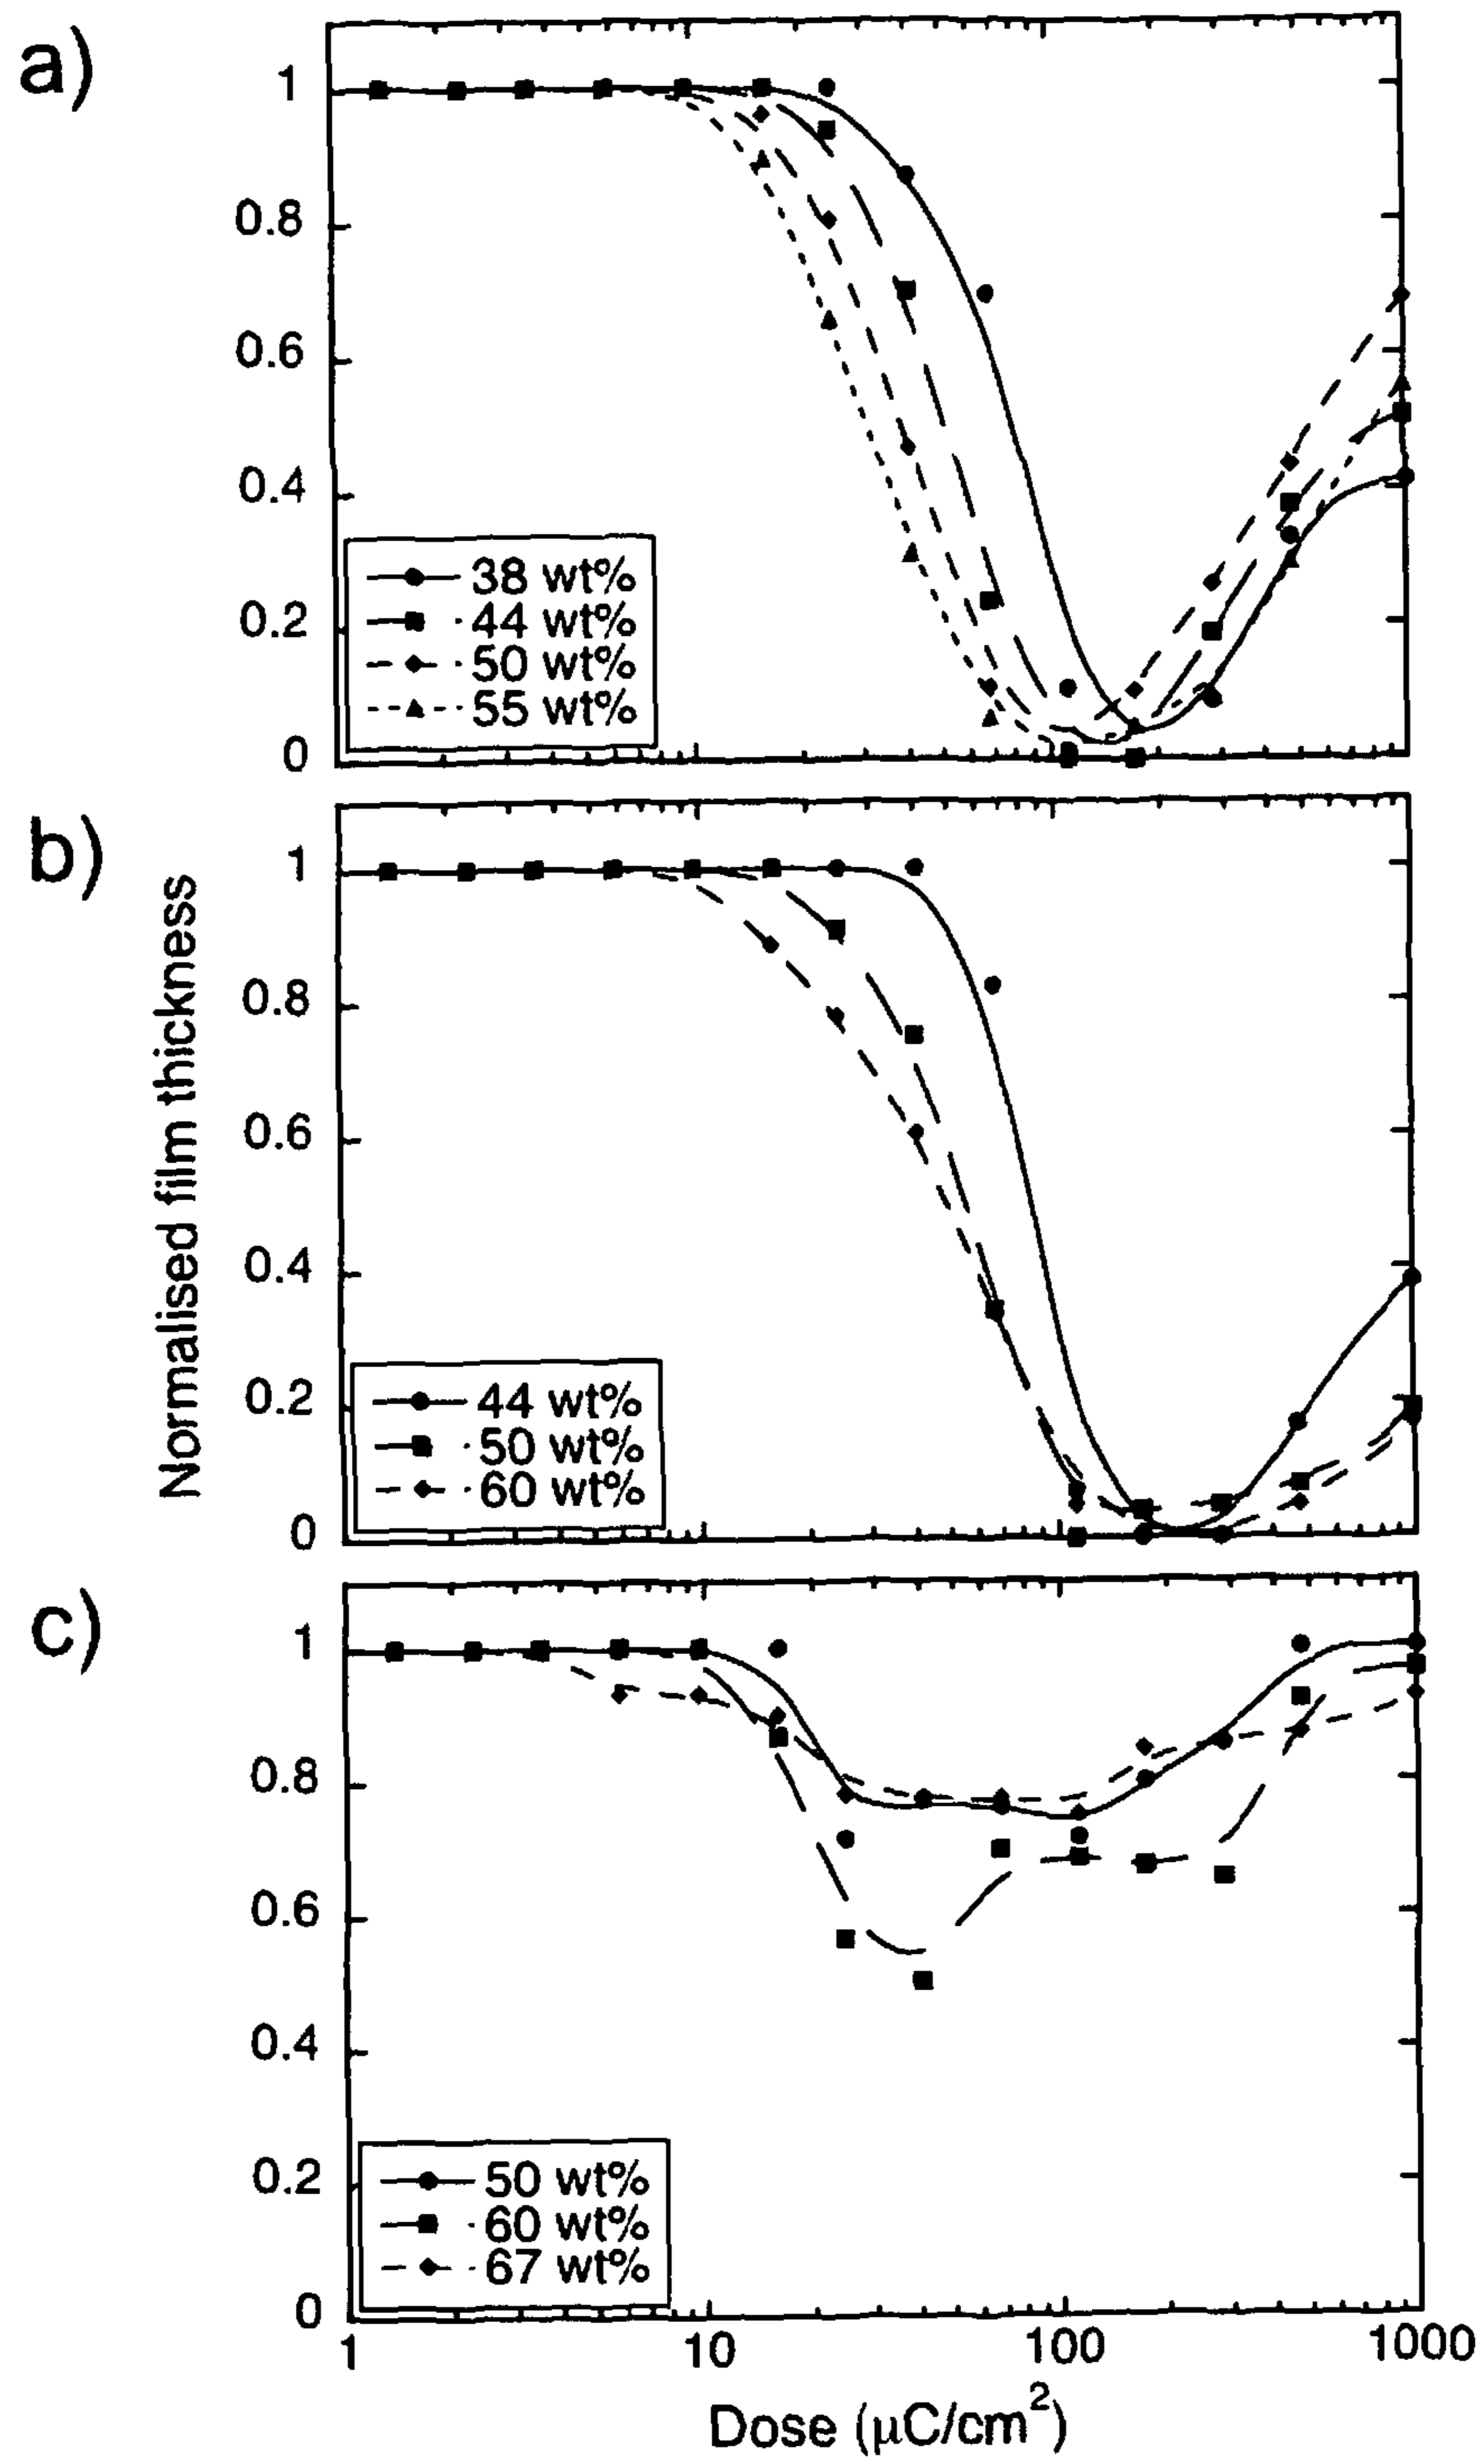 a)
1
0.8
0.6
0.4
0.2
0
38 wt%
44 wt%
50 wt%
55 wt%
b)
Normalised film thickness
1
0.8
0.6
0.4
0.2
0
44 wt%
50 wt%
60 wt%
c)
1
0.8
0.6
0.4
0.2
0
50 wt%
60 wt%
67 wt%
1 10 100 1000
Dose (μC/cm²)